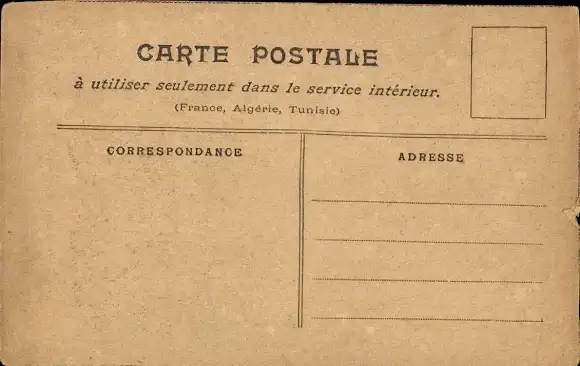 CARTE POSTALE
à utiliser seulement dans le service intérieur.
(France, Algérie, Tunisie)
CORRESPONDANCE
ADRESSE